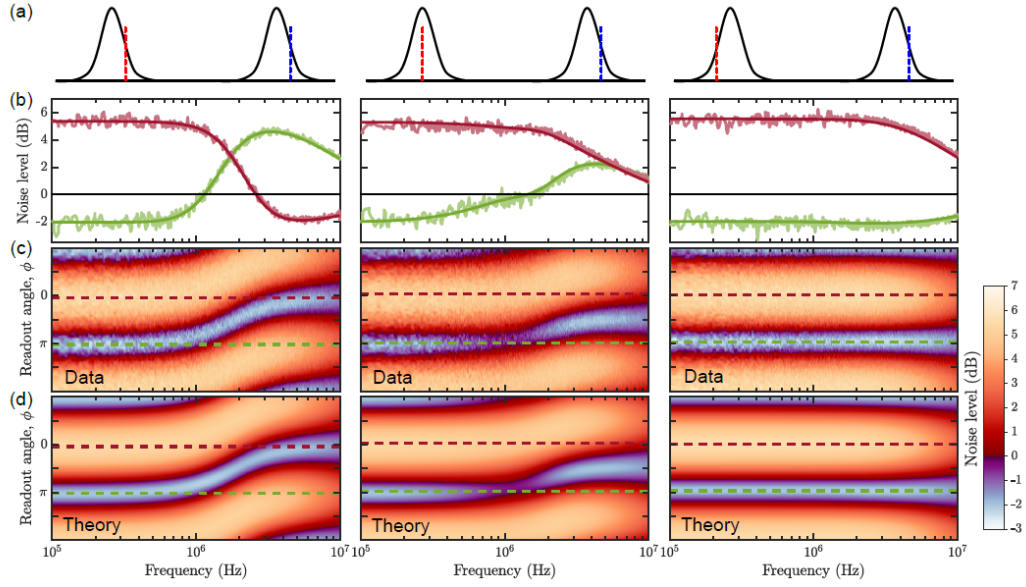 (a)
(b)
Noise level (dB)
6
4
2
0
-2
(c)
Readout angle, ϕ
0
π
Data
Data
Data
(d)
Readout angle, ϕ
0
π
Theory
Theory
Theory
10⁵ 10⁶ 10⁷
10⁵ 10⁶ 10⁷
10⁵ 10⁶ 10⁷
Frequency (Hz)
Frequency (Hz)
Frequency (Hz)
Noise level (dB)
7
6
5
4
3
2
1
0
-1
-2
-3